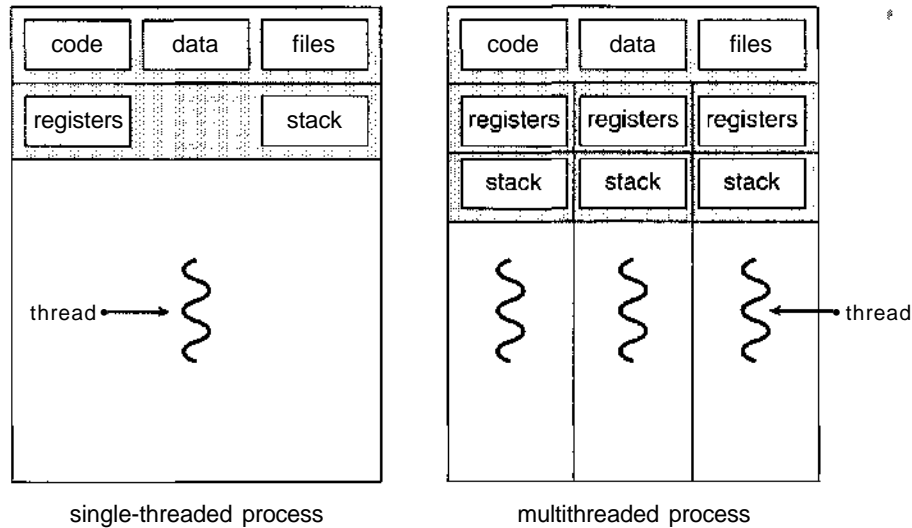 code data files code data files
registers stack registers registers registers
stack stack stack
thread thread
single-threaded process multithreaded process